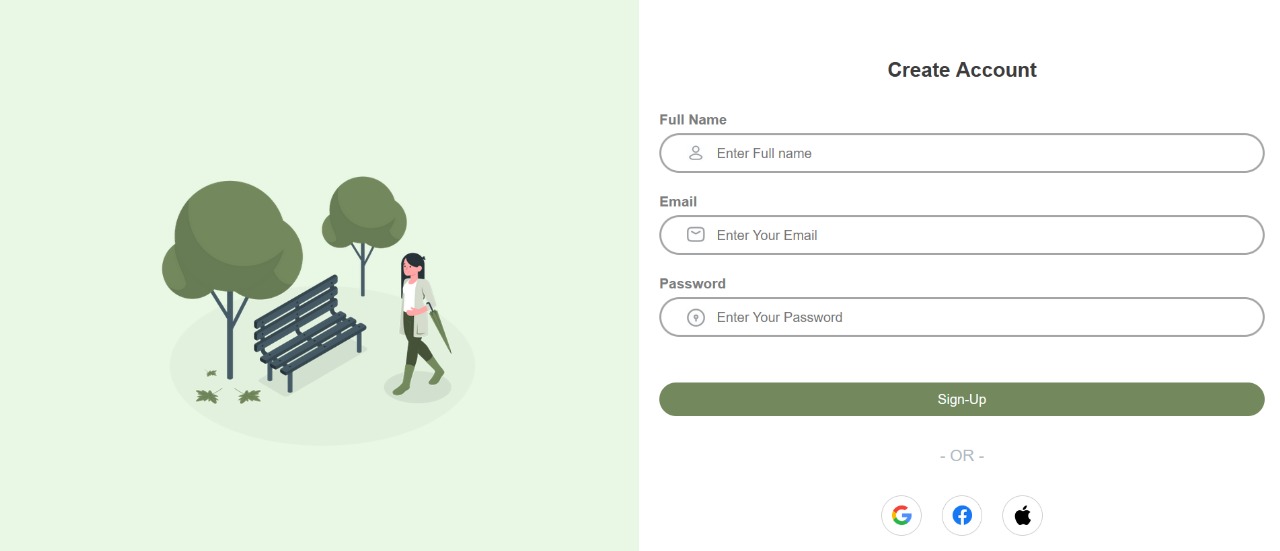 Create Account
Full Name
Enter Full name
Email
Enter Your Email
Password
Enter Your Password
Sign-Up
- OR -